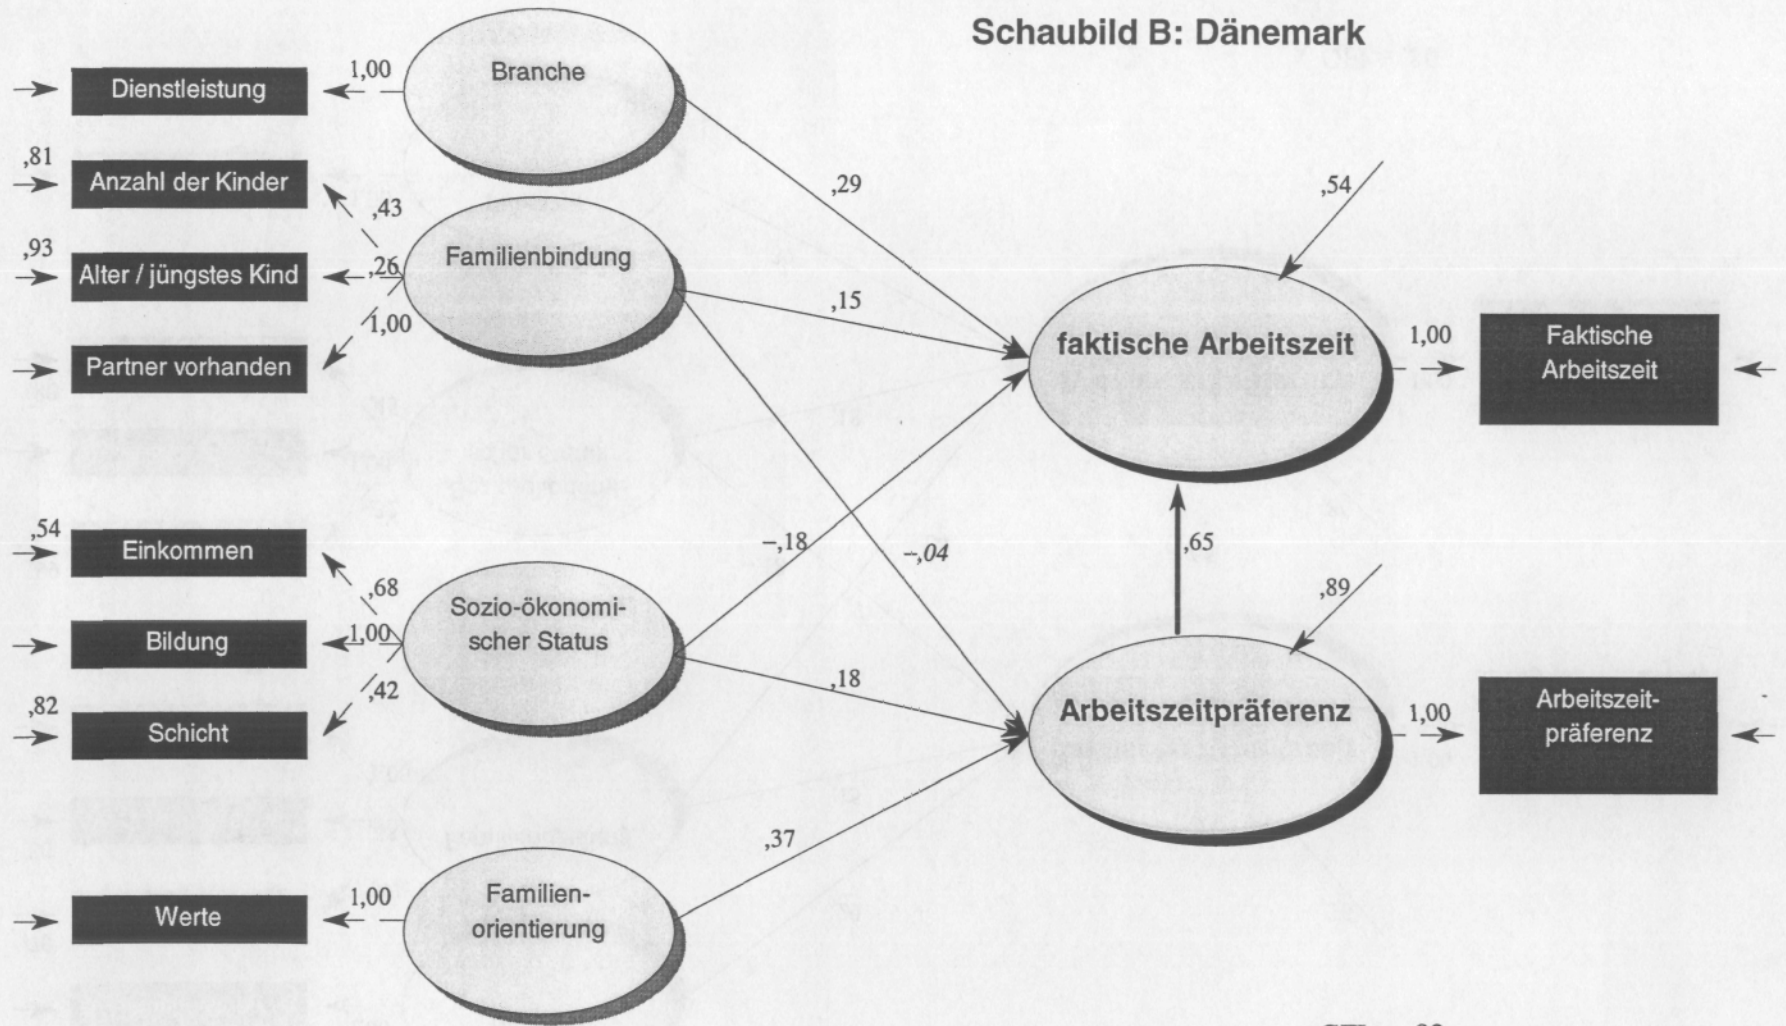 Schaubild B: Dänemark
Dienstleistung
1,00
Branche
,81
Anzahl der Kinder
,43
,29
,54
,93
Alter / jüngstes Kind
,26
Familienbindung
,15
1,00
Partner vorhanden
faktische Arbeitszeit
1,00
Faktische
Arbeitszeit
,54
Einkommen
,68
–,18
–,04
,65
Bildung
1,00
Sozio-ökonomi-
scher Status
,89
,82
Schicht
,42
,18
Arbeitszeitpräferenz
1,00
Arbeitszeit-
präferenz
,37
Werte
1,00
Familien-
orientierung